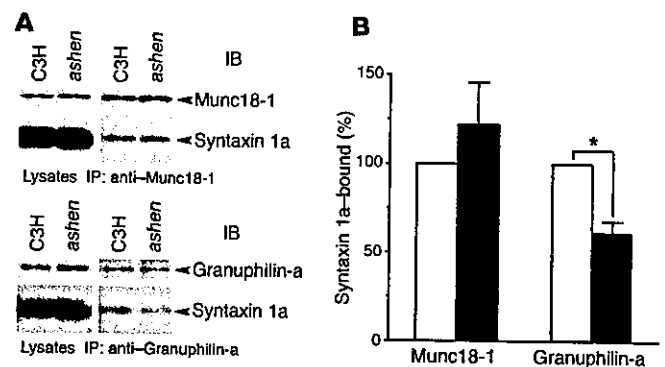 A
C3H
ashen
C3H
ashen
IB
Munc18-1
Syntaxin 1a
Lysates IP: anti–Munc18-1
C3H
ashen
C3H
ashen
IB
Granuphilin-a
Syntaxin 1a
Lysates IP: anti–Granuphilin-a
B
Syntaxin 1a–bound (%)
150
100
50
0
*
Munc18-1
Granuphilin-a